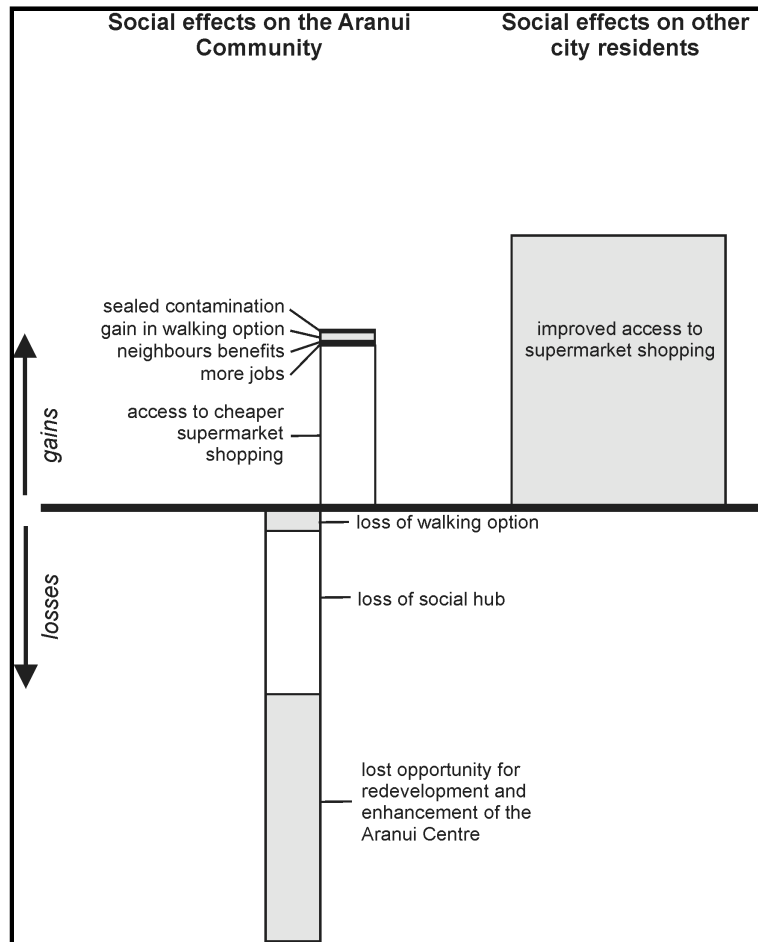 Social effects on the Aranui
Community
Social effects on other
city residents
sealed contamination
gain in walking option
neighbours benefits
more jobs
access to cheaper
supermarket
shopping
improved access to
supermarket shopping
gains
losses
loss of walking option
loss of social hub
lost opportunity for
redevelopment and
enhancement of the
Aranui Centre